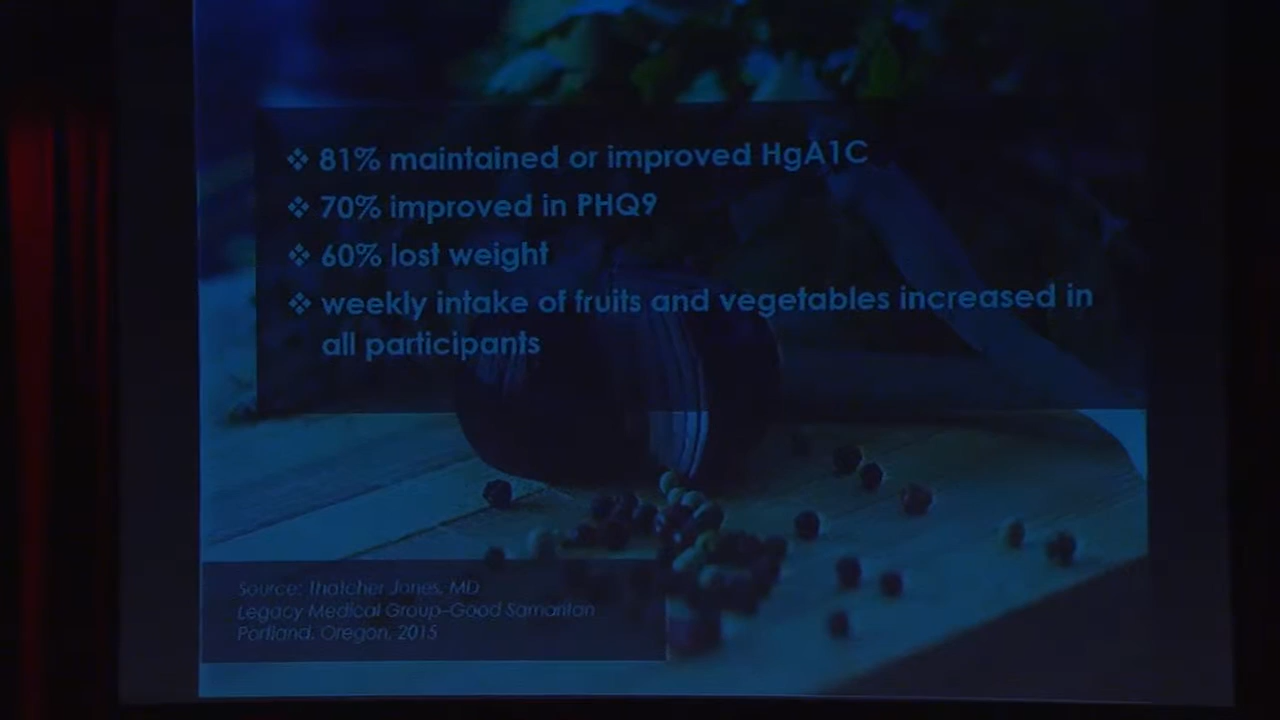 ❖ 81% maintained or improved HgA1C
❖ 70% improved in PHQ9
❖ 60% lost weight
❖ weekly intake of fruits and vegetables increased in
all participants
Source: Thatcher Jones, MD
Legacy Medical Group–Good Samaritan
Portland, Oregon, 2015